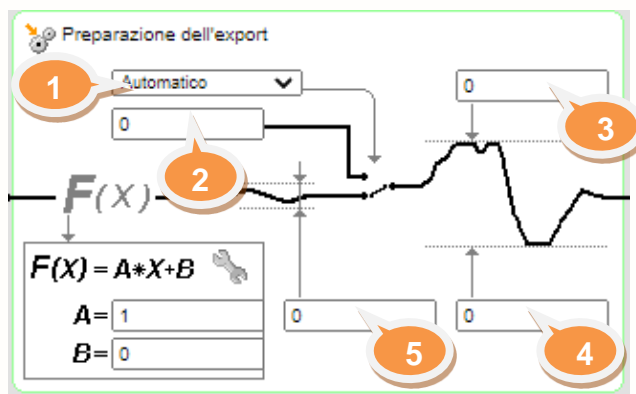 Preparazione dell'export
1
Automatico
0
3
0
2
F(X)
F(X) = A*X+B
A=
1
0
0
B=
0
5
4